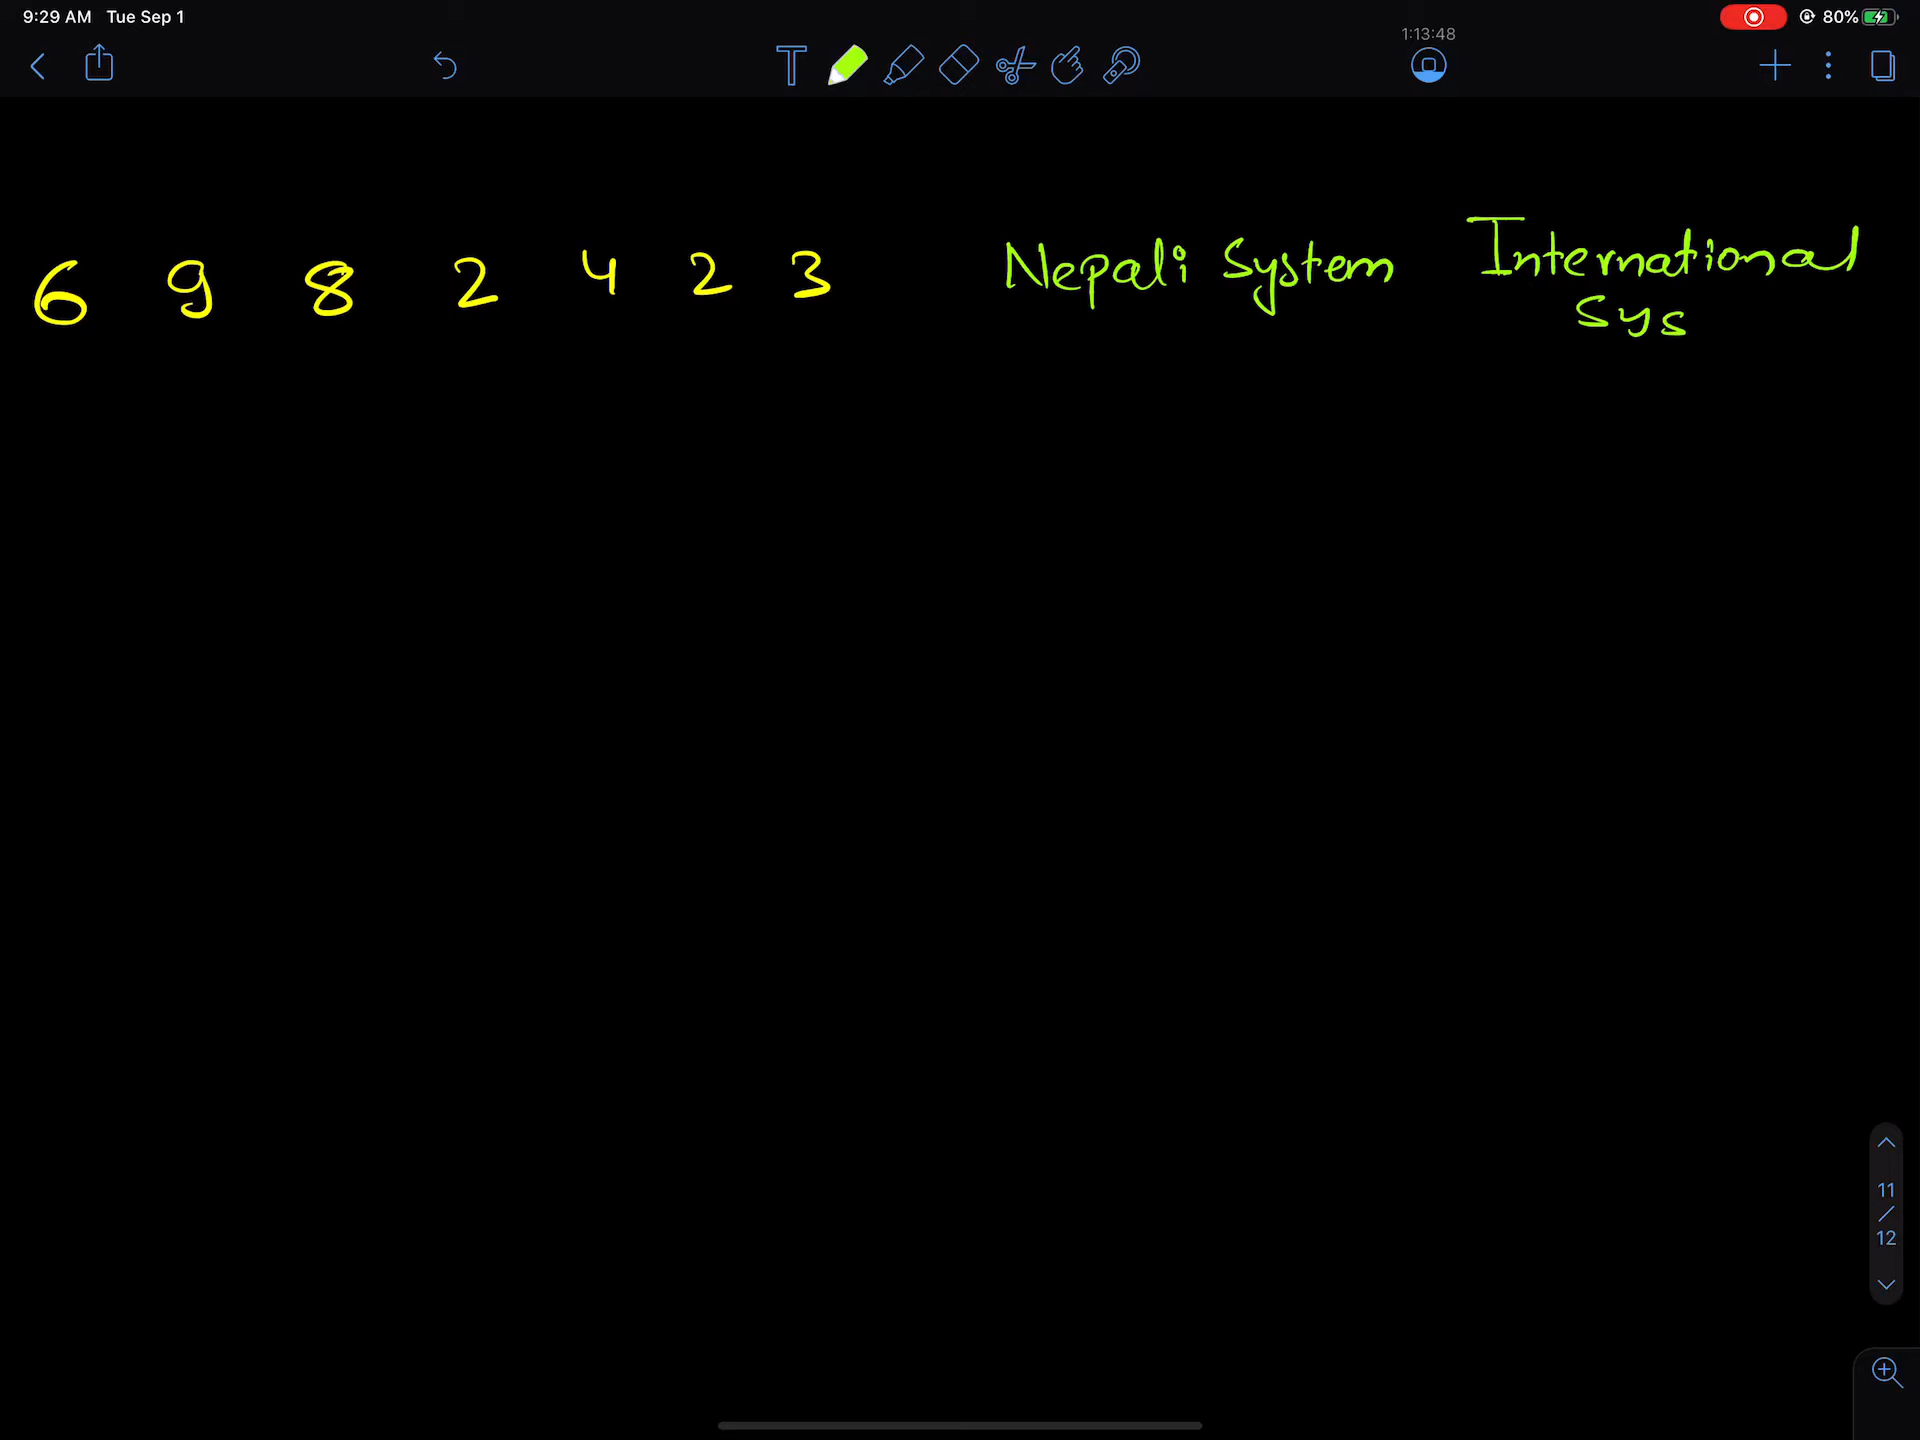 9:29 AM Tue Sep 1
80%
1:13:48
T
6 9 8 2 4 2 3 Nepali System International
Sys
11
/
12